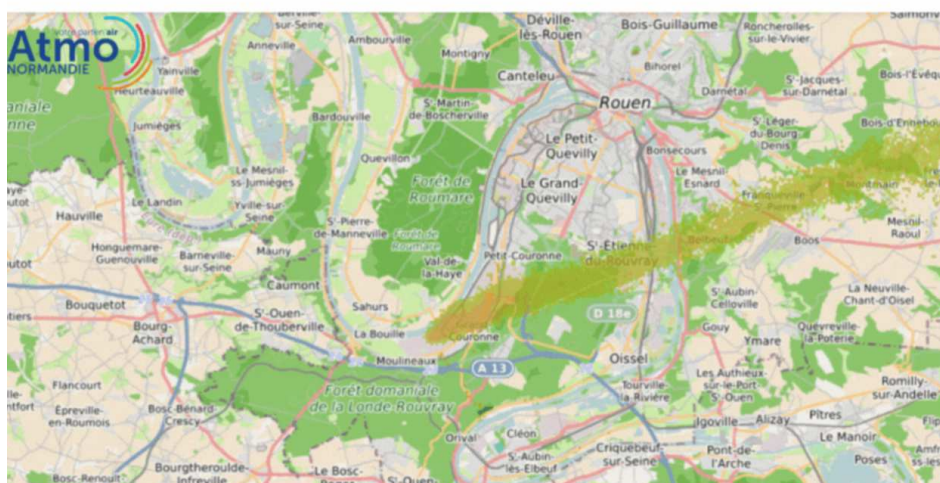 Atmo
NORMANDIE
Anneville
Ambourville
Yainville
Heurteauville
Jumièges
Bardouville
Montigny
Canteleu
Sᵗ-Martin-
de-Boscherville
Déville-
lès-Rouen
Bois-Guillaume
Bihorel
Rouen
Darnétal
Roncherolles-
sur-le-Vivier
Sᵗ-Jacques-
sur-Darnétal
Sᵗ-Léger-
du-Bourg-
Denis
Le Petit-
Quevilly
Bonsecours
Le Mesnil-
Esnard
Le Grand-
Quevilly
Quevillon
Forêt de
Roumare
Forêt de
Roumare
Le Mesnil-
ss-Jumièges
Le Landin
Yville-sur-
Seine
Hauville
Honguemare-
Guenouville
Barneville-
sur-Seine
Mauny
Sᵗ-Pierre-
de-Manneville
Val-de-
la-Haye
Petit-Couronne
Sᵗ-Étienne-
du-Rouvray
Franqueville-
Sᵗ-Pierre
Montmain
Boos
Mesnil-
Raoul
Caumont
Bouquetot
Sᵗ-Ouen-
de-Thouberville
Sahurs
La Bouille
Moulineaux
Couronne
D 18e
A 13
Oissel
Sᵗ-Aubin-
Celloville
La Neuville-
Chant-d'Oisel
Gouy
Ymare
Quévreville-
la-Poterie
Bourg-
Achard
Flancourt
Épreville-
en-Roumois
Bosc-Bénard-
Crescy
Forêt domaniale
de la Londe-Rouvray
Tourville-
la-Rivière
Les Authieux-
sur-le-Port-
Sᵗ-Ouen
Romilly-
sur-Andelle
Orival
Cléon
Sᵗ-Aubin-
lès-Elbeuf
Criquebeuf-
sur-Seine
Igoville
Alizay
Pîtres
Le Manoir
Pont-de-
l'Arche
Poses
Bosc-Renoult
Bourgtheroulde-
Infreville
Le Bosc-